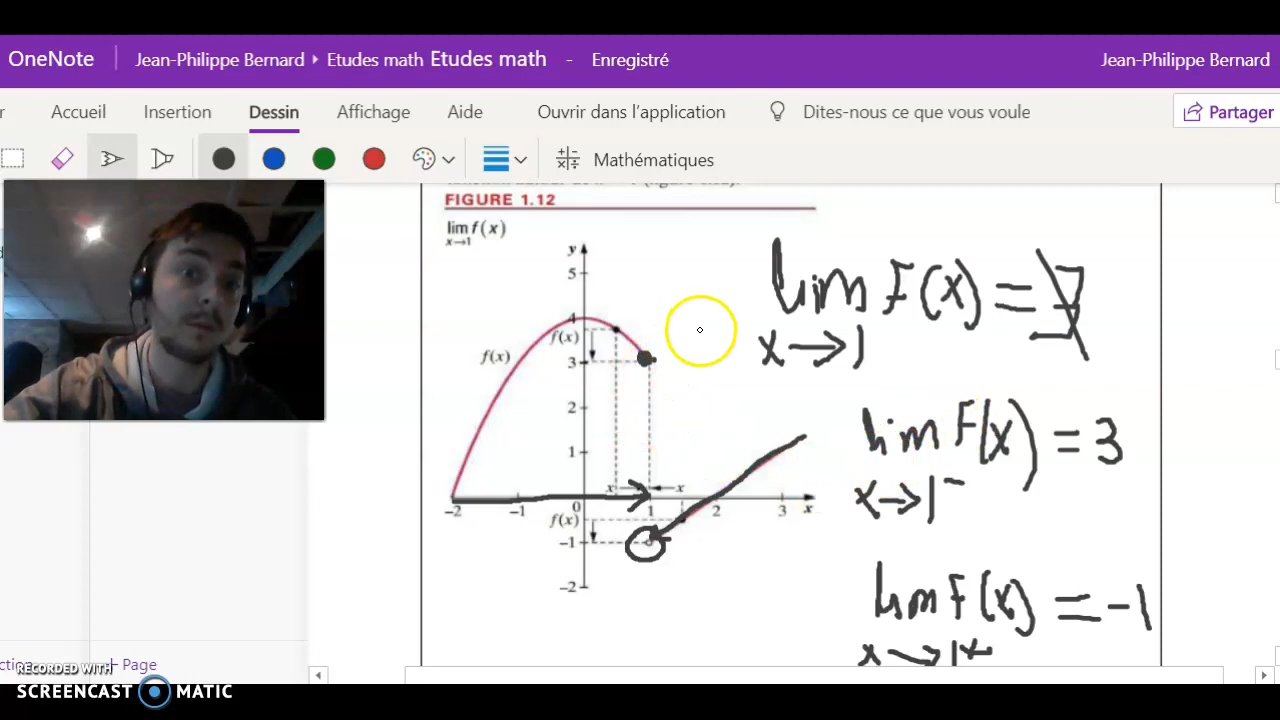 OneNote Jean-Philippe Bernard ▸ Etudes math Etudes math - Enregistré Jean-Philippe Bernard
r Accueil Insertion Dessin Affichage Aide Ouvrir dans l'application Dites-nous ce que vous voule Partager
Mathématiques
FIGURE 1.12
lim f(x)
x→1
y
5
4
3
2
1
0
-1
-2
f(x)
f(x)
f(x)
-2 -1 1 2 3 x
x x
lim F(x) = ∄
x → 1
lim F(x) = 3
x → 1⁻
lim F(x) = -1
x → 1⁺
+ Page
RECORDED WITH
SCREENCAST MATIC